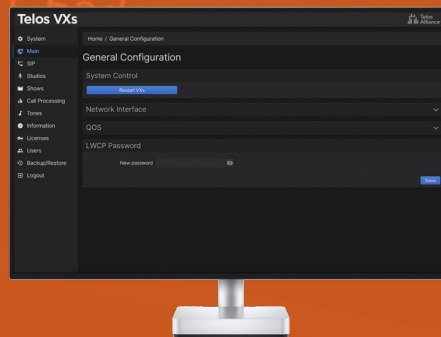 Telos VXs
Telos
Alliance
System
Main
SIP
Studios
Shows
Call Processing
Tones
Information
Licenses
Users
Backup/Restore
Logout
Home / General Configuration
General Configuration
System Control
Restart VXs
Network Interface
QOS
LWCP Password
New password
Save